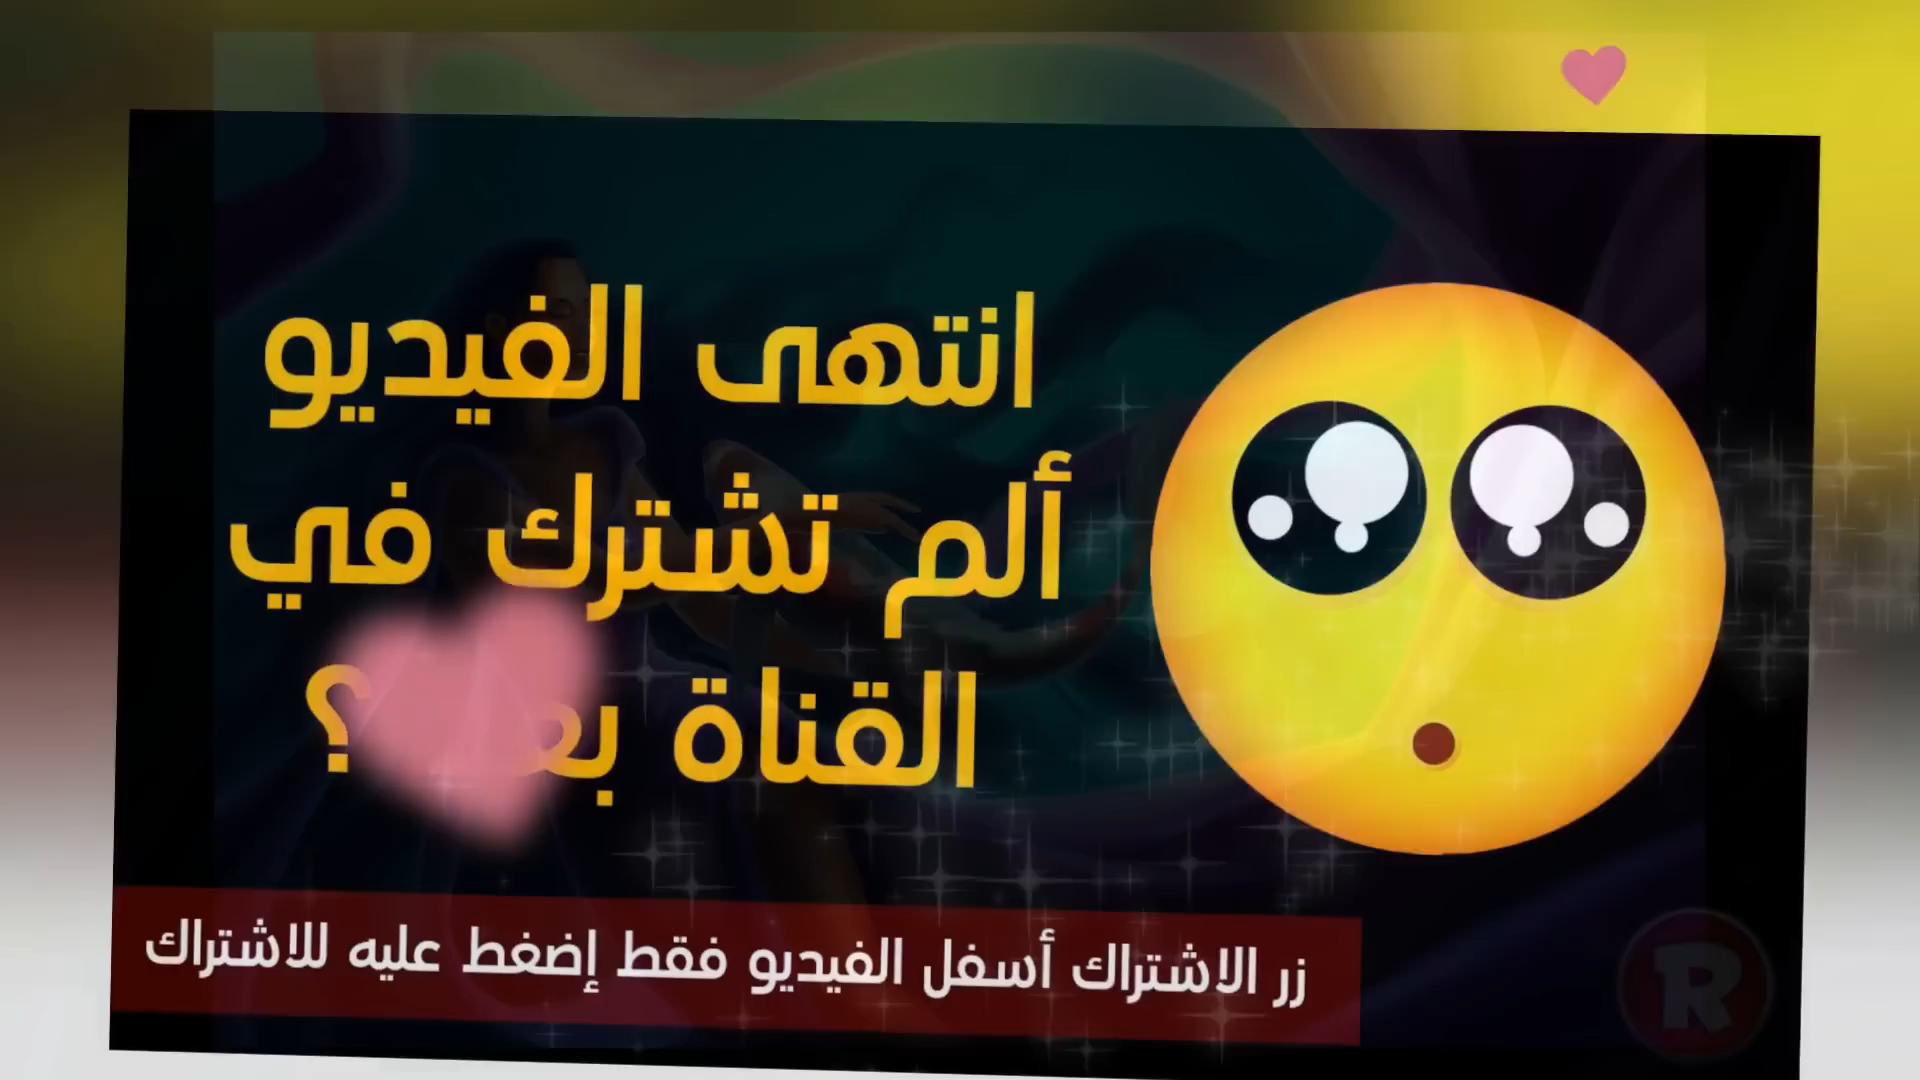 انتهى الفيديو
ألم تشترك في
القناة ؟
زر الاشتراك أسفل الفيديو فقط إضغط عليه للاشتراك
R